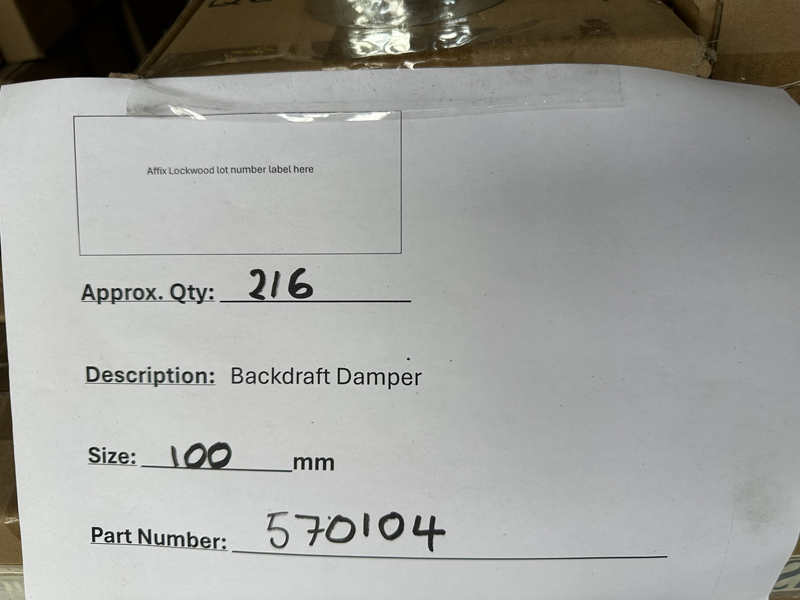 Affix Lockwood lot number label here
Approx. Qty: 216
Description: Backdraft Damper
Size: 100 mm
Part Number: 570104